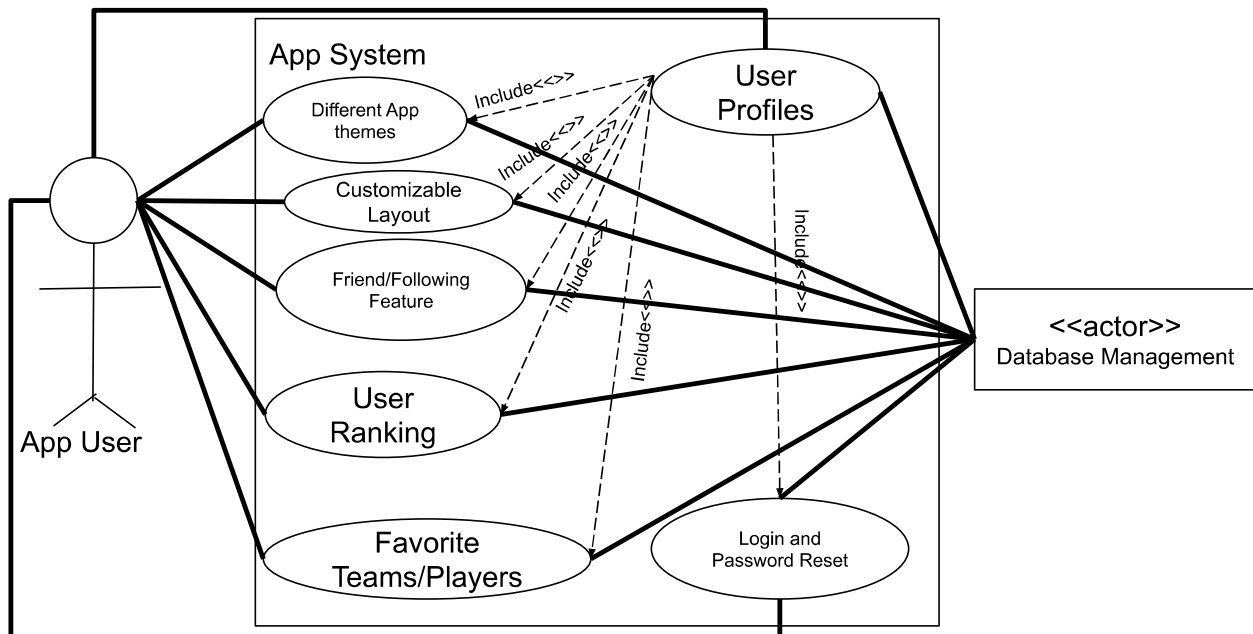 App System
User
Profiles
Different App
themes
Include<<>>
Include<<>>
Include<<>>
Customizable
Layout
Include<<>>
Include<<>>
Include<<>>
Friend/Following
Feature
<<actor>>
Database Management
User
Ranking
App User
Favorite
Teams/Players
Login and
Password Reset